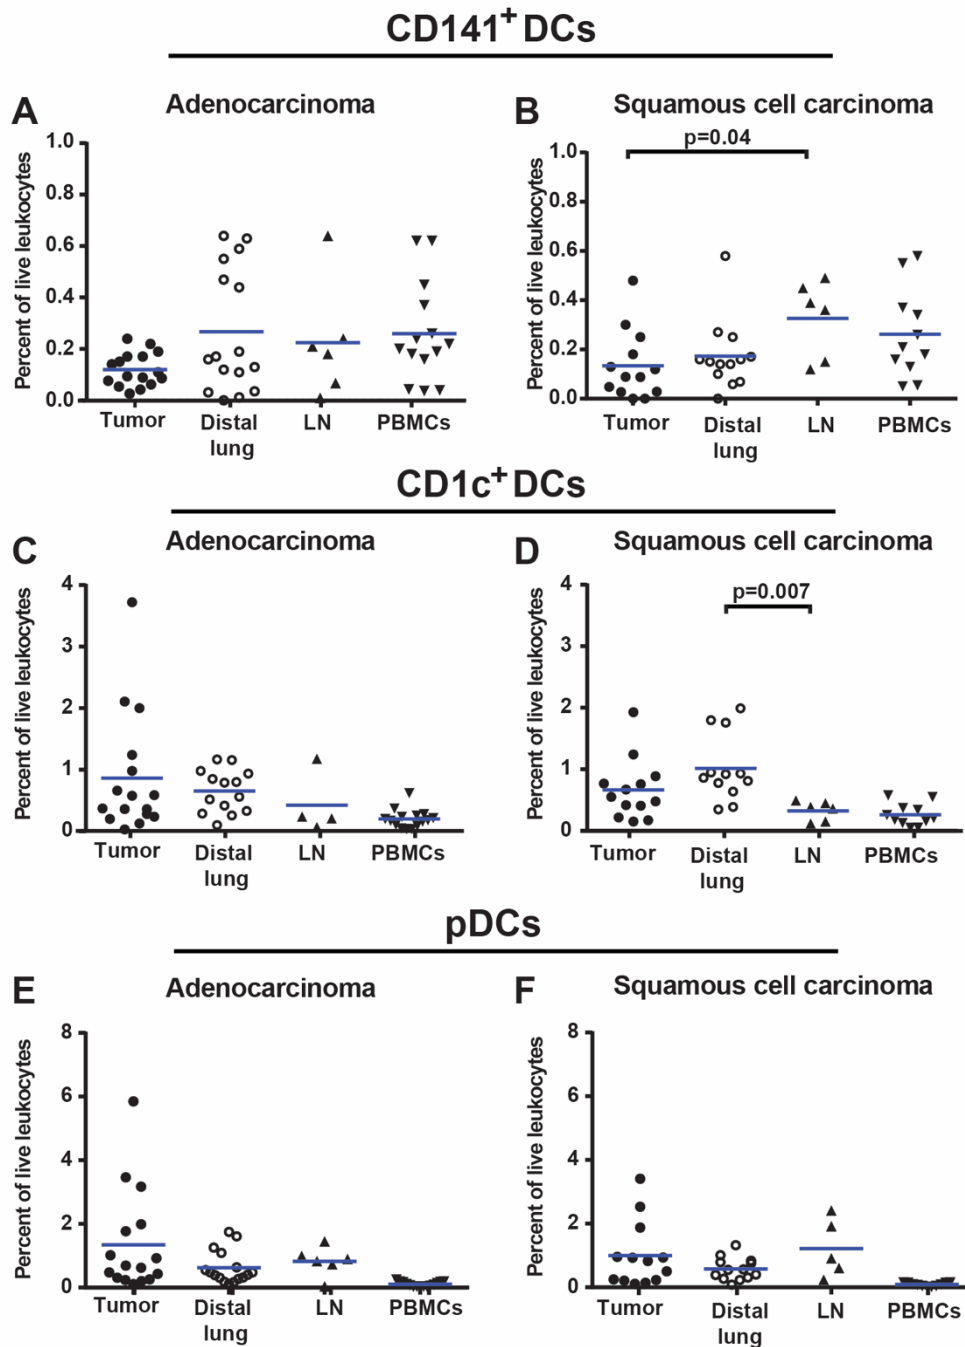 CD141+ DCs
A
Adenocarcinoma
Percent of live leukocytes
1.0
0.8
0.6
0.4
0.2
0.0
Tumor
Distal
lung
LN
PBMCs
B
Squamous cell carcinoma
p=0.04
Percent of live leukocytes
1.0
0.8
0.6
0.4
0.2
0.0
Tumor
Distal
lung
LN
PBMCs
CD1c+ DCs
C
Adenocarcinoma
Percent of live leukocytes
4
3
2
1
0
Tumor
Distal
lung
LN
PBMCs
D
Squamous cell carcinoma
p=0.007
Percent of live leukocytes
4
3
2
1
0
Tumor
Distal
lung
LN
PBMCs
pDCs
E
Adenocarcinoma
Percent of live leukocytes
8
6
4
2
0
Tumor
Distal
lung
LN
PBMCs
F
Squamous cell carcinoma
Percent of live leukocytes
8
6
4
2
0
Tumor
Distal
lung
LN
PBMCs